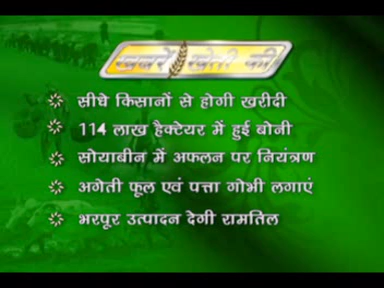 खबरें खेती की
सीधे किसानों से होगी खरीदी
114 लाख हैक्टेयर में हुई बोनी
सोयाबीन में अफलन पर नियंत्रण
अगेती फूल एवं पत्ता गोभी लगाएं
भरपूर उत्पादन देगी रामतिल